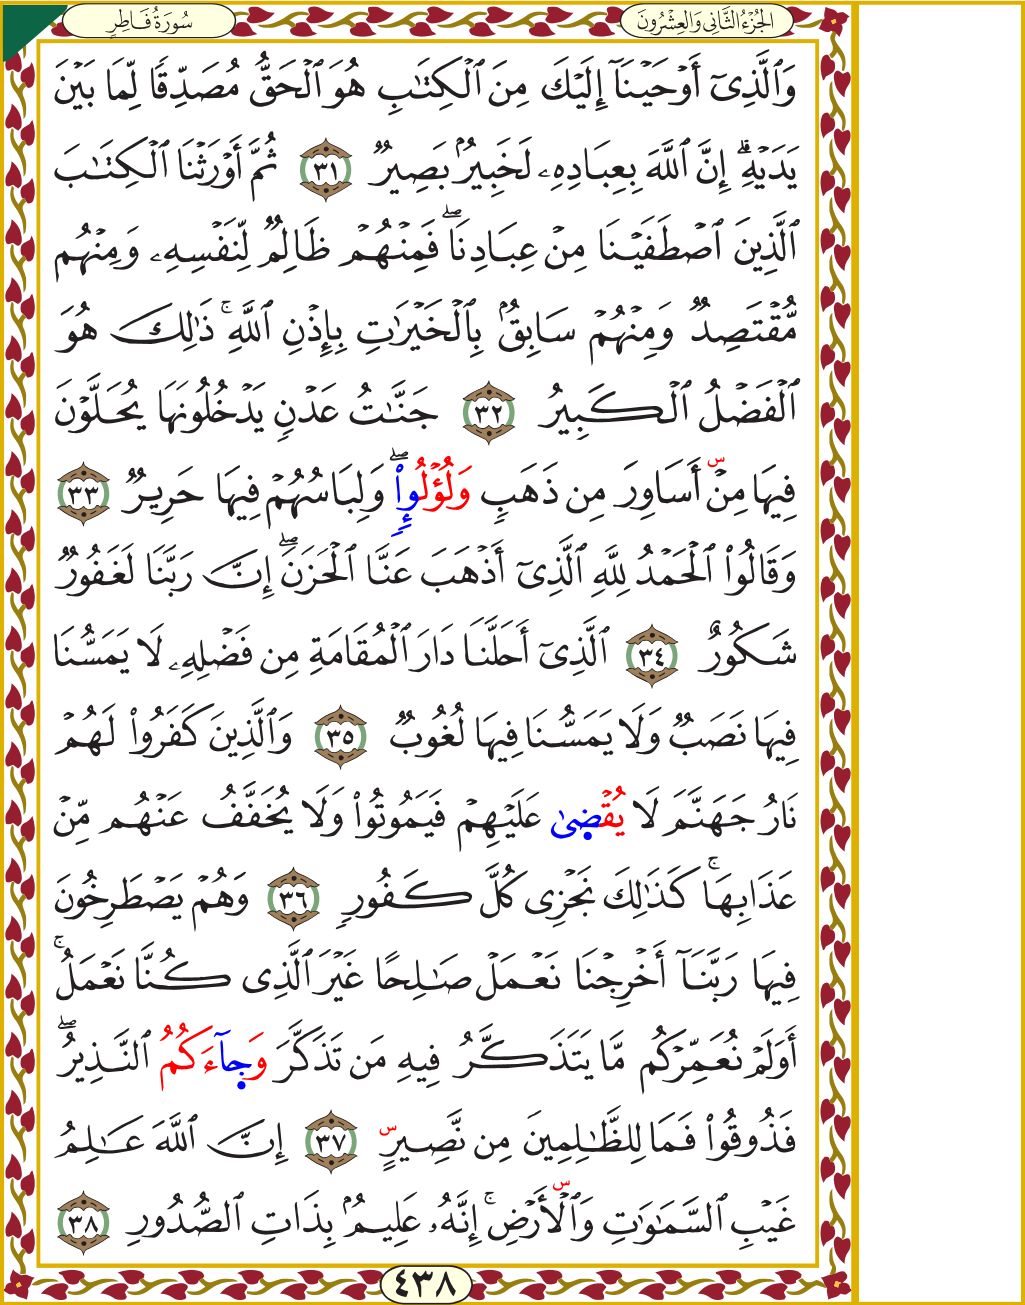 سُورَةُ فَاطِرٍ
الجُزْءُ الثَّانِي وَالعِشْرُونَ
وَٱلَّذِىٓ أَوۡحَيۡنَآ إِلَيۡكَ مِنَ ٱلۡكِتَٰبِ هُوَ ٱلۡحَقُّ مُصَدِّقٗا لِّمَا بَيۡنَ
يَدَيۡهِۗ إِنَّ ٱللَّهَ بِعِبَادِهِۦ لَخَبِيرُۢ بَصِيرٞ ٣١ ثُمَّ أَوۡرَثۡنَا ٱلۡكِتَٰبَ
ٱلَّذِينَ ٱصۡطَفَيۡنَا مِنۡ عِبَادِنَاۖ فَمِنۡهُمۡ ظَالِمٞ لِّنَفۡسِهِۦ وَمِنۡهُم
مُّقۡتَصِدٞ وَمِنۡهُمۡ سَابِقُۢ بِٱلۡخَيۡرَٰتِ بِإِذۡنِ ٱللَّهِۚ ذَٰلِكَ هُوَ
ٱلۡفَضۡلُ ٱلۡكَبِيرُ ٣٢ جَنَّٰتُ عَدۡنٖ يَدۡخُلُونَهَا يُحَلَّوۡنَ
فِيهَا مِنۡ س أَسَاوِرَ مِن ذَهَبٖ وَلُؤۡلُوِٕاْۖ وَلِبَاسُهُمۡ فِيهَا حَرِيرٞ ٣٣
وَقَالُواْ ٱلۡحَمۡدُ لِلَّهِ ٱلَّذِىٓ أَذۡهَبَ عَنَّا ٱلۡحَزَنَۖ إِنَّ رَبَّنَا لَغَفُورٞ
شَكُورٌ ٣٤ ٱلَّذِىٓ أَحَلَّنَا دَارَ ٱلۡمُقَامَةِ مِن فَضۡلِهِۦ لَا يَمَسُّنَا
فِيهَا نَصَبٞ وَلَا يَمَسُّنَا فِيهَا لُغُوبٞ ٣٥ وَٱلَّذِينَ كَفَرُواْ لَهُمۡ
نَارُ جَهَنَّمَ لَا يُقۡضِىٰ عَلَيۡهِمۡ فَيَمُوتُواْ وَلَا يُخَفَّفُ عَنۡهُم مِّنۡ
عَذَابِهَاۚ كَذَٰلِكَ نَجۡزِى كُلَّ كَفُورٖ ٣٦ وَهُمۡ يَصۡطَرِخُونَ
فِيهَا رَبَّنَآ أَخۡرِجۡنَا نَعۡمَلۡ صَٰلِحًا غَيۡرَ ٱلَّذِى كُنَّا نَعۡمَلُۚ
أَوَلَمۡ نُعَمِّرۡكُم مَّا يَتَذَكَّرُ فِيهِ مَن تَذَكَّرَ وَجَآءَكُمُ ٱلنَّذِيرُۖ
فَذُوقُواْ فَمَا لِلظَّٰلِمِينَ مِن نَّصِيرٍ س ٣٧ إِنَّ ٱللَّهَ عَٰلِمُ
غَيۡبِ ٱلسَّمَٰوَٰتِ وَٱلۡ س أَرۡضِۚ إِنَّهُۥ عَلِيمُۢ بِذَاتِ ٱلصُّدُورِ ٣٨
٤٣٨